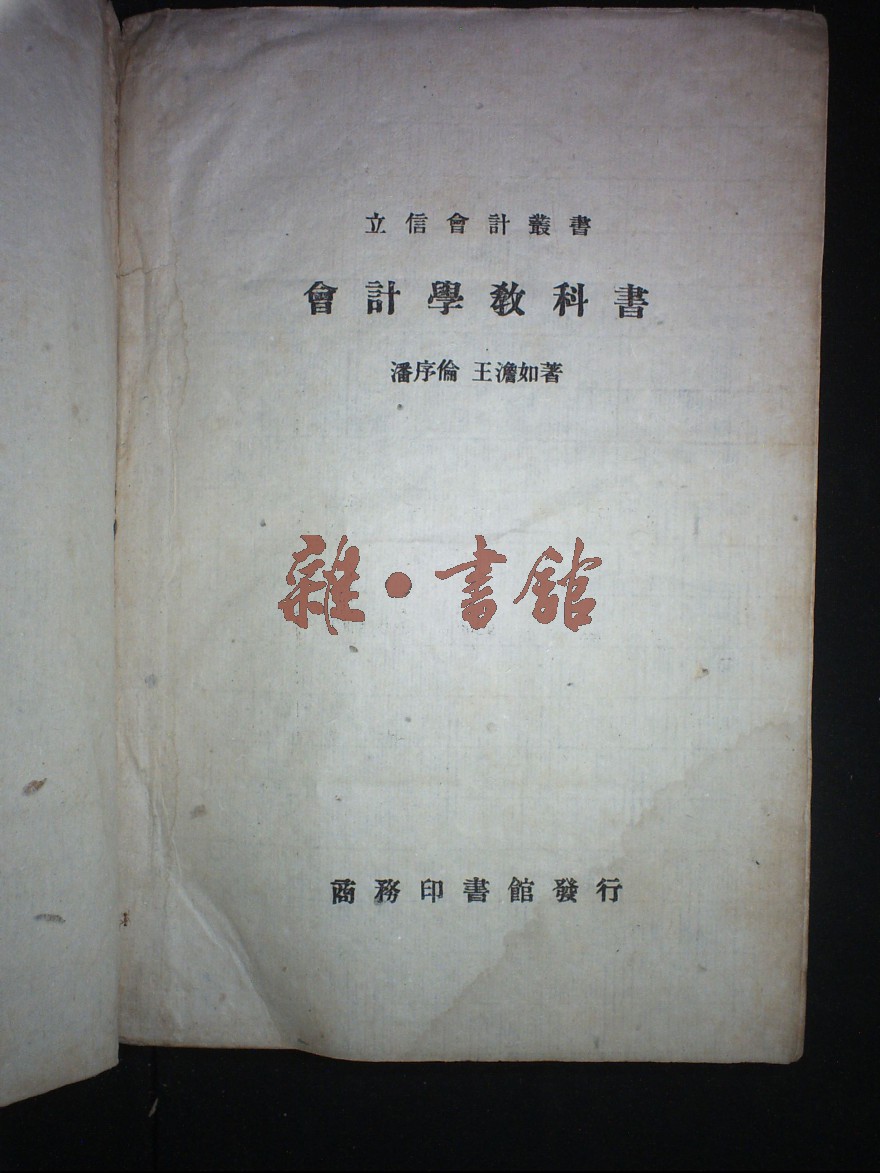 立信會計叢書
會計學教科書
潘序倫 王澹如著
雜·書館
商務印書館發行